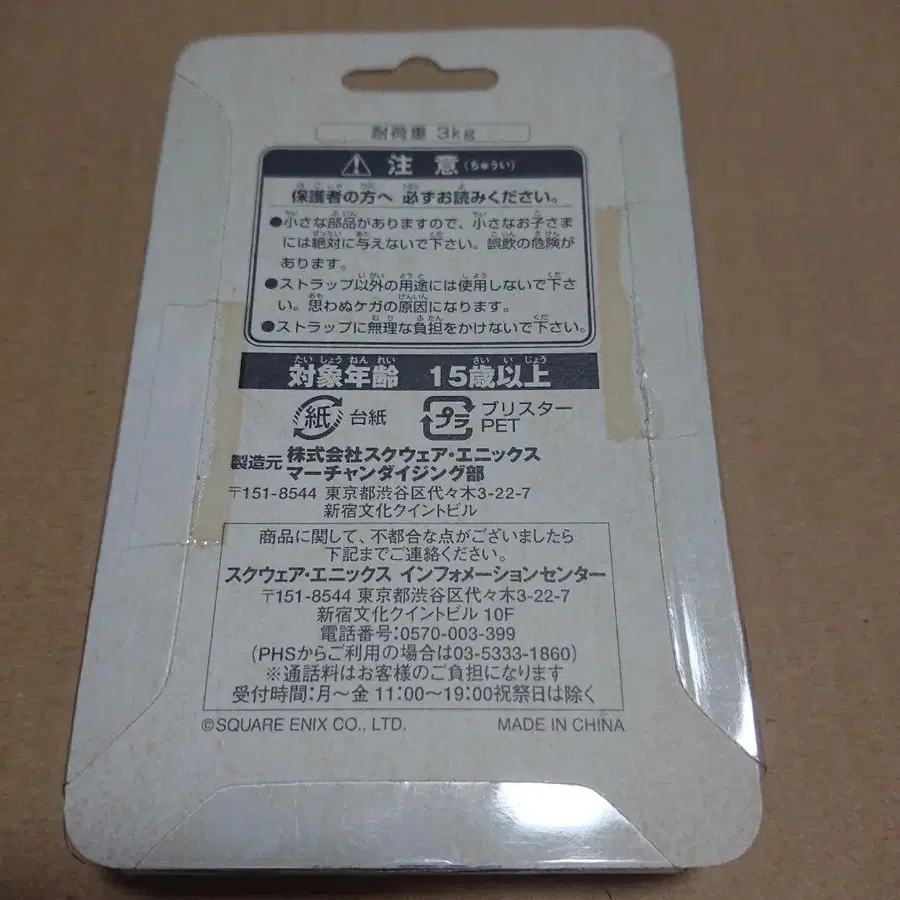 耐荷重 3kg
注意(ちゅうい)
保護者の方へ 必ずお読みください。
●小さな部品がありますので、小さなお子さま
には絶対に与えないで下さい。誤飲の危険が
あります。
●ストラップ以外の用途には使用しないで下さ
い。思わぬケガの原因になります。
●ストラップに無理な負担をかけないで下さい。
たいしょうねんれい さいいじょう
対象年齢 15歳以上
紙 台紙
プラ ブリスター
PET
製造元 株式会社スクウェア・エニックス
マーチャンダイジング部
〒151-8544 東京都渋谷区代々木3-22-7
新宿文化クイントビル
商品に関して、不都合な点がございましたら
下記までご連絡ください。
スクウェア・エニックス インフォメーションセンター
〒151-8544 東京都渋谷区代々木3-22-7
新宿文化クイントビル 10F
電話番号:0570-003-399
(PHSからご利用の場合は03-5333-1860)
※通話料はお客様のご負担になります
受付時間:月〜金 11:00〜19:00祝祭日は除く
©SQUARE ENIX CO., LTD. MADE IN CHINA